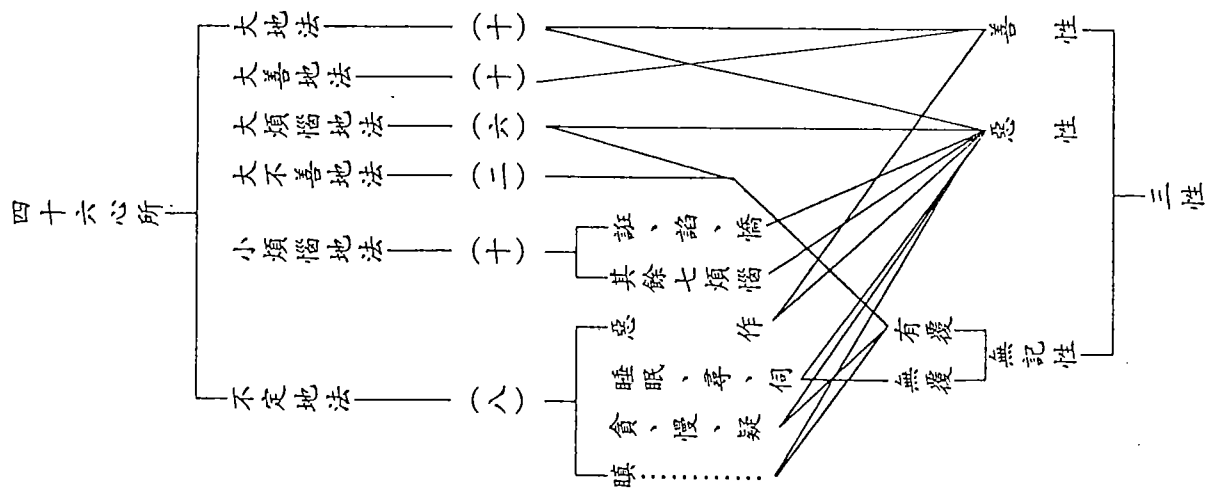 四十六心所
大地法
(十)
大善地法
(十)
大煩惱地法
(六)
大不善地法
(二)
小煩惱地法
(十)
誑、諂、憍
其餘七煩惱
不定地法
(八)
惡作
睡眠、尋、伺
貪、慢、疑
瞋…………
善性
惡性
有覆
無覆
無記性
三性